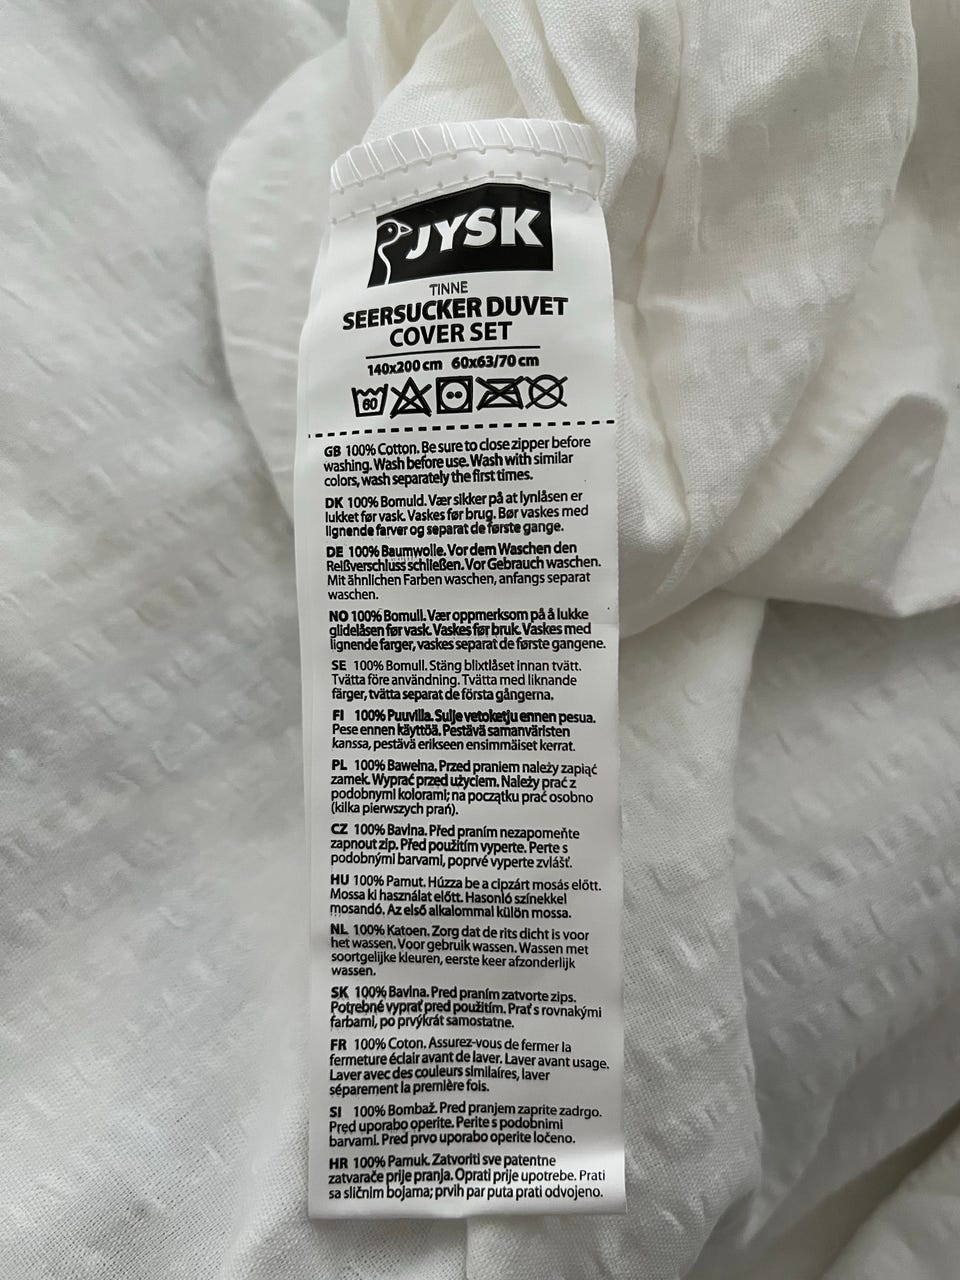 JYSK
TINNE
SEERSUCKER DUVET
COVER SET
140x200 cm 60x63/70 cm
60
GB 100% Cotton. Be sure to close zipper before
washing. Wash before use. Wash with similar
colors, wash separately the first times.
DK 100% Bomuld. Vær sikker på at lynlåsen er
lukket før vask. Vaskes før brug. Bør vaskes med
lignende farver og separat de første gange.
DE 100% Baumwolle. Vor dem Waschen den
Reißverschluss schließen. Vor Gebrauch waschen.
Mit ähnlichen Farben waschen, anfangs separat
waschen.
NO 100% Bomull. Vær oppmerksom på å lukke
glidelåsen før vask. Vaskes før bruk. Vaskes med
lignende farger, vaskes separat de første gangene.
SE 100% Bomull. Stäng blixtlåset innan tvätt.
Tvätta före användning. Tvätta med liknande
färger, tvätta separat de första gångerna.
FI 100% Puuvilla. Sulje vetoketju ennen pesua.
Pese ennen käyttöä. Pestävä samanväristen
kanssa, pestävä erikseen ensimmäiset kerrat.
PL 100% Bawełna. Przed praniem należy zapiąć
zamek. Wyprać przed użyciem. Należy prać z
podobnymi kolorami; na początku prać osobno
(kilka pierwszych prań).
CZ 100% Bavlna. Před praním nezapomeňte
zapnout zip. Před použitím vyperte. Perte s
podobnými barvami, poprvé vyperte zvlášť.
HU 100% Pamut. Húzza be a cipzárt mosás előtt.
Mossa ki használat előtt. Hasonló színekkel
mosandó. Az első alkalommal külön mossa.
NL 100% Katoen. Zorg dat de rits dicht is voor
het wassen. Voor gebruik wassen. Wassen met
soortgelijke kleuren, eerste keer afzonderlijk
wassen.
SK 100% Bavlna. Pred praním zatvorte zips.
Potrebné vyprať pred použitím. Prať s rovnakými
farbami, po prvýkrát samostatne.
FR 100% Coton. Assurez-vous de fermer la
fermeture éclair avant de laver. Laver avant usage.
Laver avec des couleurs similaires, laver
séparement la première fois.
SI 100% Bombaž. Pred pranjem zaprite zadrgo.
Pred uporabo operite. Perite s podobnimi
barvami. Pred prvo uporabo operite ločeno.
HR 100% Pamuk. Zatvoriti sve patentne
zatvarače prije pranja. Oprati prije upotrebe. Prati
sa sličnim bojama; prvih par puta prati odvojeno.